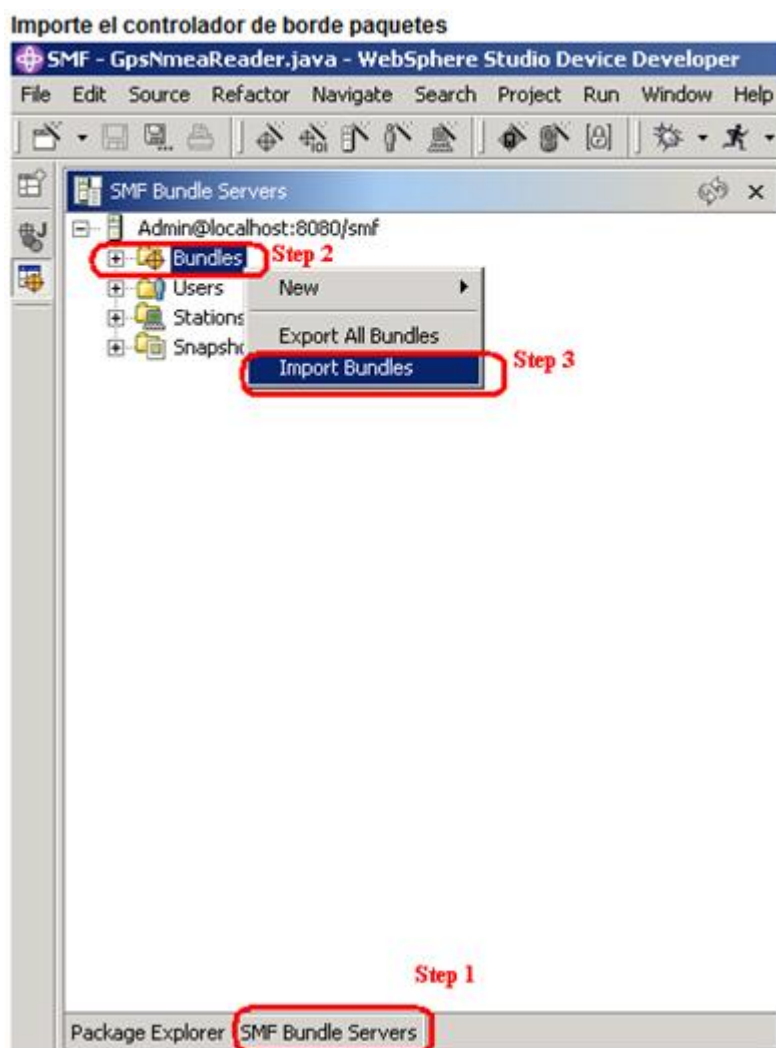 Importe el controlador de borde paquetes
SMF - GpsNmeaReader.java - WebSphere Studio Device Developer
File Edit Source Refactor Navigate Search Project Run Window Help
SMF Bundle Servers
Admin@localhost:8080/smf
Bundles Step 2
Users New
Stations
Export All Bundles
Snapsh
Import Bundles Step 3
Step 1
Package Explorer SMF Bundle Servers